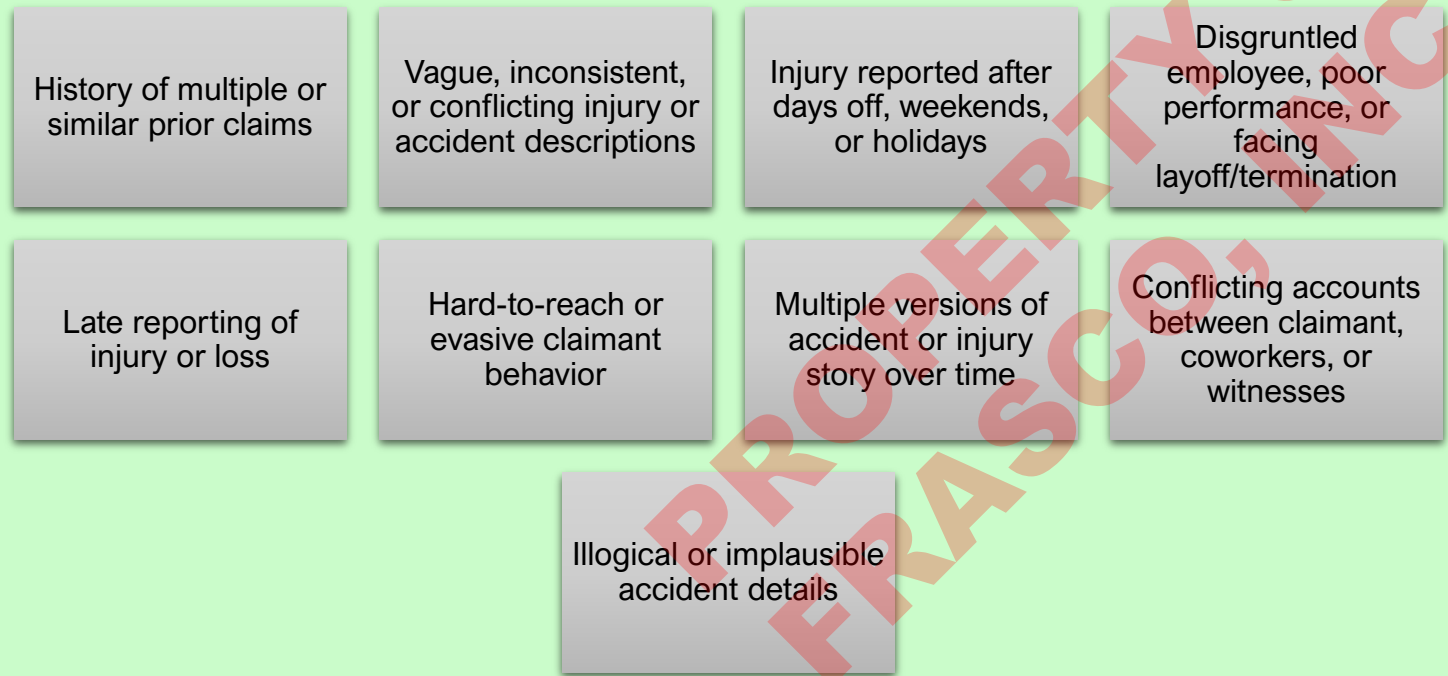 History of multiple or
similar prior claims
Vague, inconsistent,
or conflicting injury or
accident descriptions
Injury reported after
days off, weekends,
or holidays
Disgruntled
employee, poor
performance, or
facing
layoff/termination
Late reporting of
injury or loss
Hard-to-reach or
evasive claimant
behavior
Multiple versions of
accident or injury
story over time
Conflicting accounts
between claimant,
coworkers, or
witnesses
Illogical or implausible
accident details
PROPERTY
FRASCO, INC